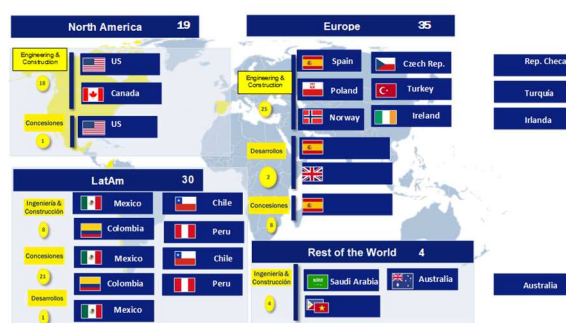 North America 19
Engineering & Construction
18
US
Canada
Concesiones
1
US
Europe 35
Engineering & Construction
25
Spain
Czech Rep.
Poland
Turkey
Norway
Ireland
Desarrollos
2
Concesiones
8
Rep. Checa
Turquía
Irlanda
LatAm 30
Ingeniería & Construcción
8
Mexico
Chile
Colombia
Peru
Concesiones
21
Mexico
Chile
Colombia
Peru
Desarrollos
1
Mexico
Rest of the World 4
Ingeniería & Construcción
4
Saudi Arabia
Australia
Australia